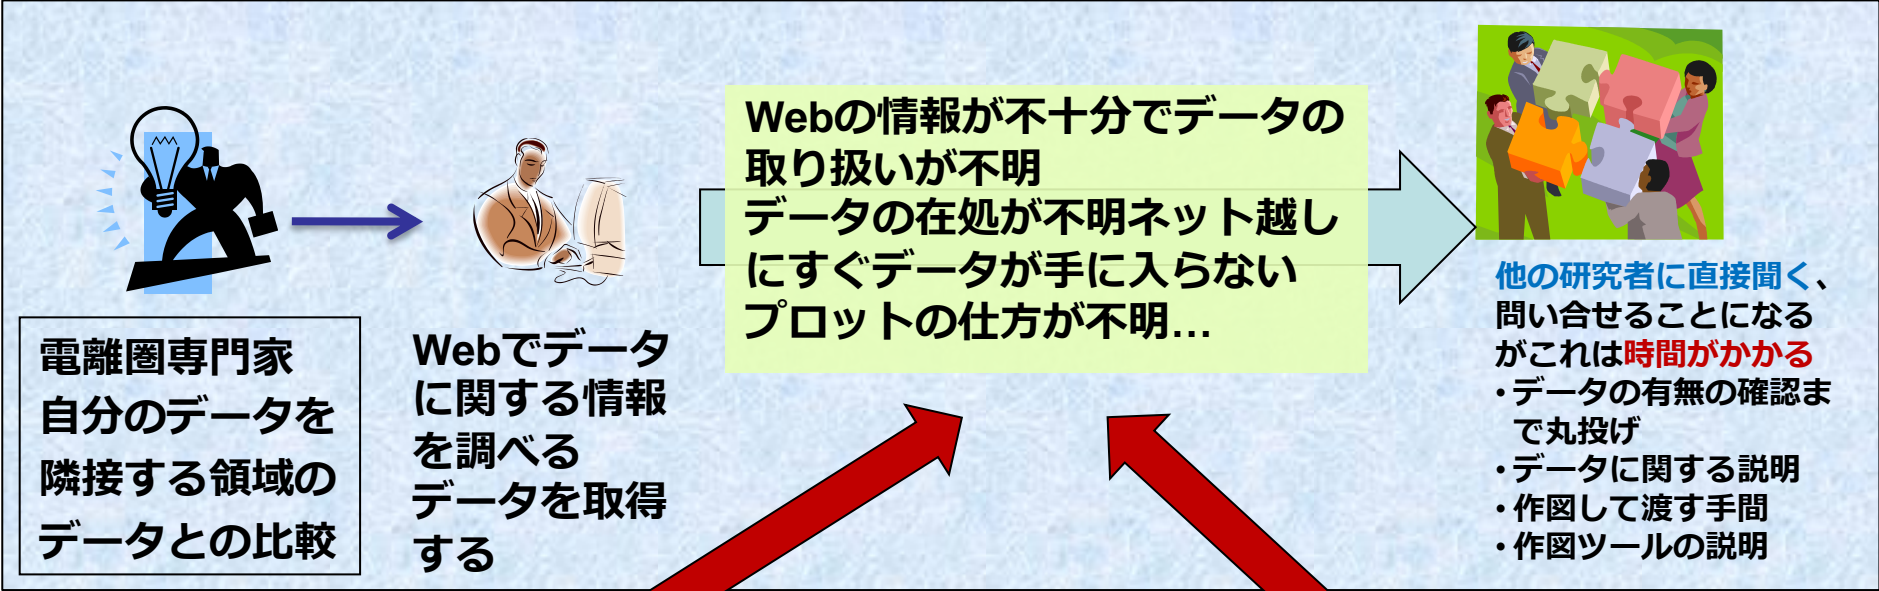 電離圏専門家
自分のデータを
隣接する領域の
データとの比較
Webでデータ
に関する情報
を調べる
データを取得
する
Webの情報が不十分でデータの
取り扱いが不明
データの在処が不明ネット越し
にすぐデータが手に入らない
プロットの仕方が不明…
他の研究者に直接聞く、
問い合せることになる
がこれは時間がかかる
・データの有無の確認ま
で丸投げ
・データに関する説明
・作図して渡す手間
・作図ツールの説明